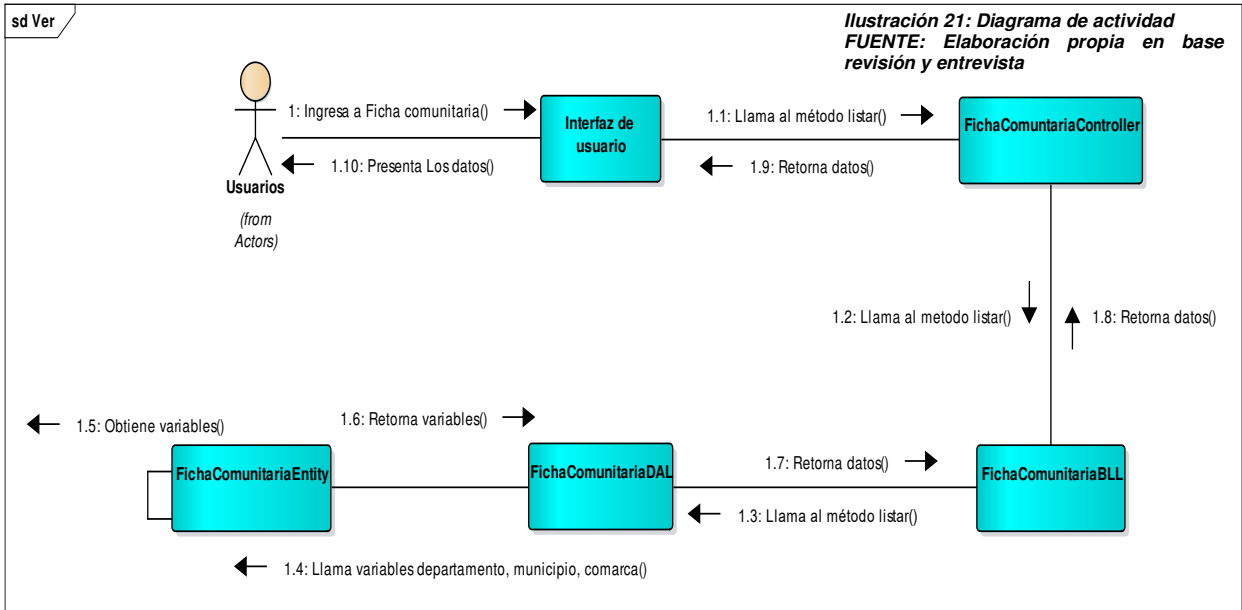 sd Ver
Ilustración 21: Diagrama de actividad
FUENTE: Elaboración propia en base
revisión y entrevista
1: Ingresa a Ficha comunitaria()
1.10: Presenta Los datos()
Usuarios
(from
Actors)
Interfaz de
usuario
1.1: Llama al método listar()
1.9: Retorna datos()
FichaComuntariaController
1.2: Llama al metodo listar()
1.8: Retorna datos()
1.5: Obtiene variables()
1.6: Retorna variables()
FichaComunitariaEntity
FichaComunitariaDAL
1.7: Retorna datos()
1.3: Llama al método listar()
FichaComunitariaBLL
1.4: Llama variables departamento, municipio, comarca()